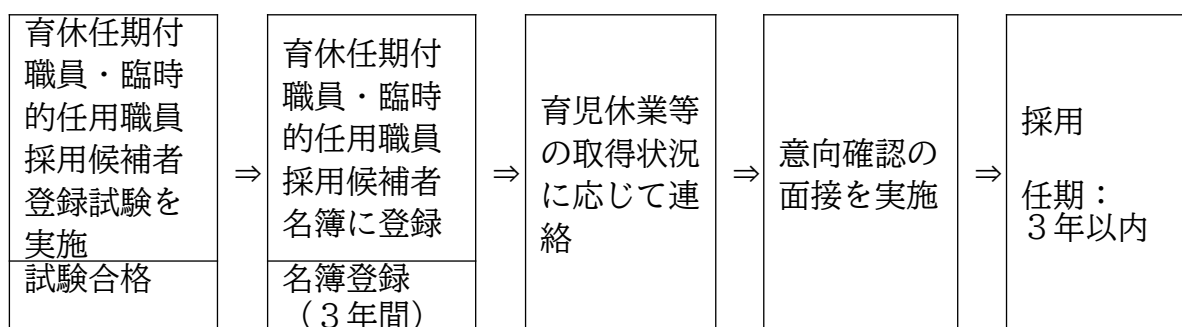 育休任期付
職員・臨時
的任用職員
採用候補者
登録試験を
実施
試験合格
⇒
育休任期付
職員・臨時
的任用職員
採用候補者
名簿に登録
名簿登録
（３年間）
⇒
育児休業等
の取得状況
に応じて連
絡
⇒
意向確認の
面接を実施
⇒
採用
任期：
３年以内